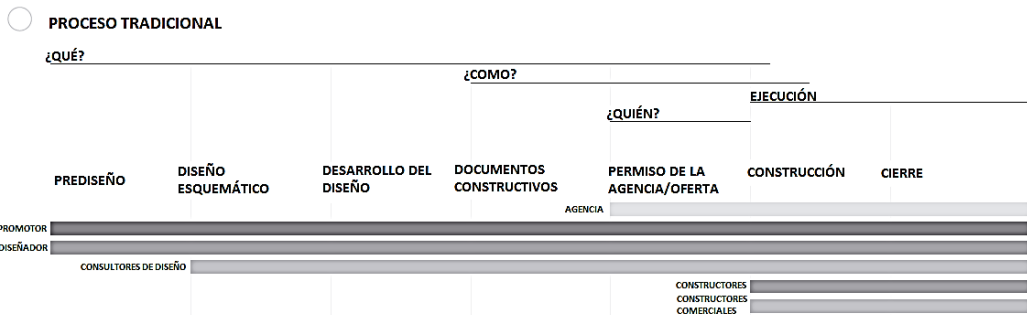 PROCESO TRADICIONAL
¿QUÉ?
¿COMO?
EJECUCIÓN
¿QUIÉN?
PREDISEÑO
DISEÑO
ESQUEMÁTICO
DESARROLLO DEL
DISEÑO
DOCUMENTOS
CONSTRUCTIVOS
PERMISO DE LA
AGENCIA/OFERTA
CONSTRUCCIÓN
CIERRE
AGENCIA
PROMOTOR
DISEÑADOR
CONSULTORES DE DISEÑO
CONSTRUCTORES
CONSTRUCTORES
COMERCIALES